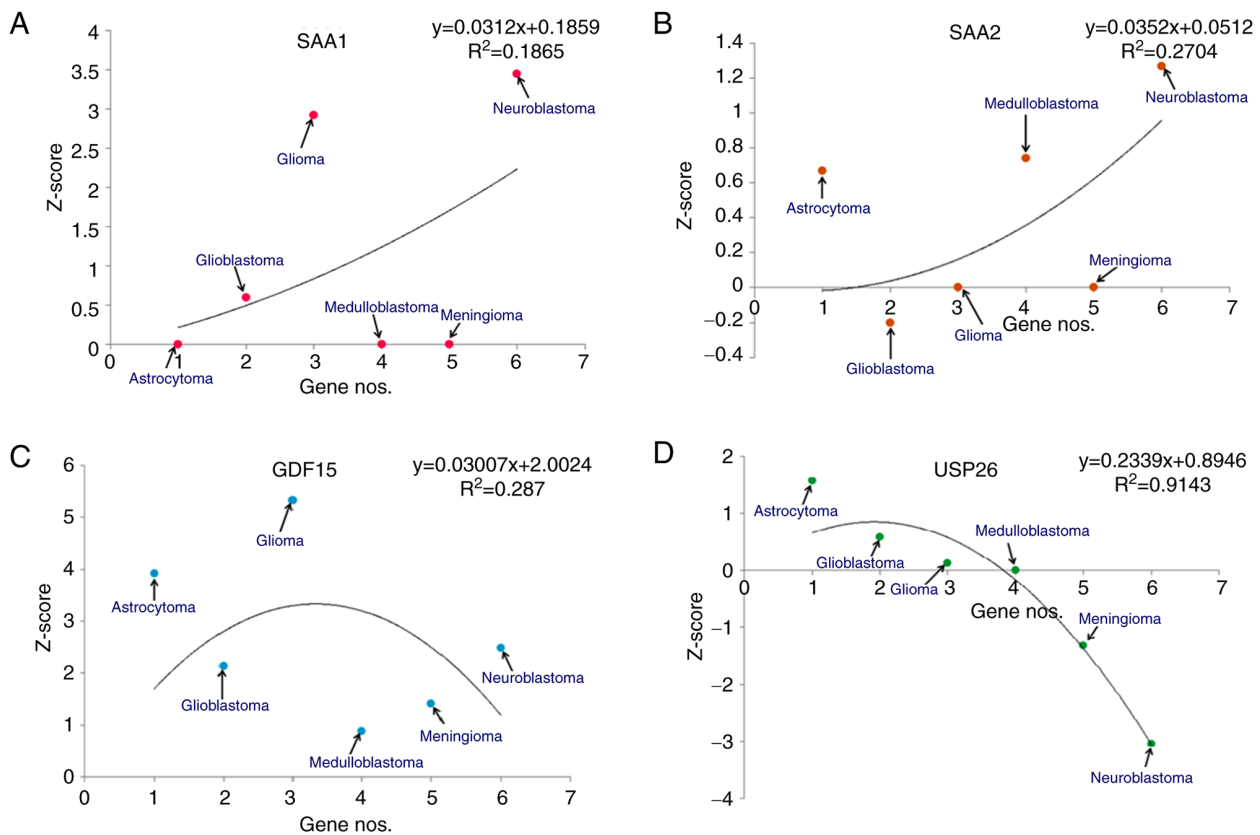 A
SAA1
y=0.0312x+0.1859
R²=0.1865
4
3.5
3
2.5
2
1.5
1
0.5
0
Z-score
0 1 2 3 4 5 6 7
Gene nos.
Astrocytoma
Glioblastoma
Glioma
Medulloblastoma
Meningioma
Neuroblastoma
B
SAA2
y=0.0352x+0.0512
R²=0.2704
1.4
1.2
1
0.8
0.6
0.4
0.2
0
−0.2
−0.4
Z-score
0 1 2 3 4 5 6 7
Gene nos.
Astrocytoma
Glioblastoma
Glioma
Medulloblastoma
Meningioma
Neuroblastoma
C
GDF15
y=0.03007x+2.0024
R²=0.287
6
5
4
3
2
1
0
Z-score
0 1 2 3 4 5 6 7
Gene nos.
Astrocytoma
Glioblastoma
Glioma
Medulloblastoma
Meningioma
Neuroblastoma
D
USP26
y=0.2339x+0.8946
R²=0.9143
2
1
0
−1
−2
−3
−4
Z-score
0 1 2 3 4 5 6 7
Gene nos.
Astrocytoma
Glioblastoma
Glioma
Medulloblastoma
Meningioma
Neuroblastoma